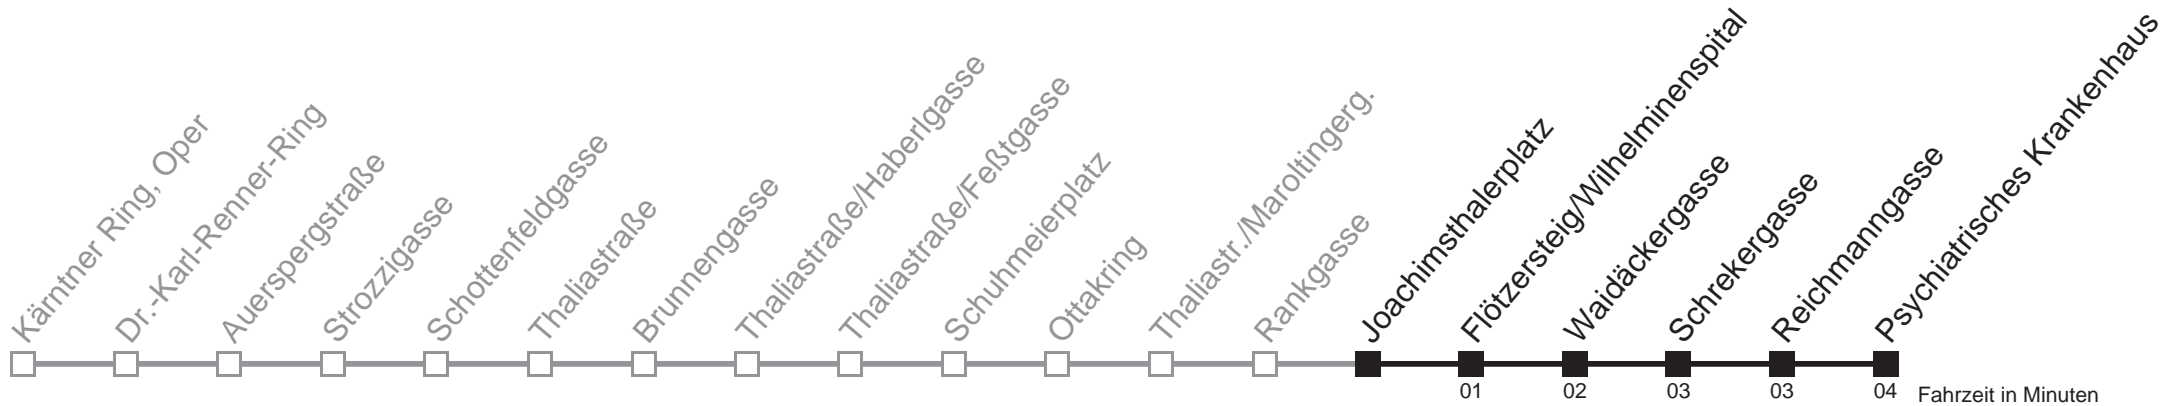 Kärntner Ring, Oper
Dr.-Karl-Renner-Ring
Auerspergstraße
Strozzigasse
Schottenfeldgasse
Thaliastraße
Brunnengasse
Thaliastraße/Haberlgasse
Thaliastraße/Feßtgasse
Schuhmeierplatz
Ottakring
Thaliastr./Maroltingerg.
Rankgasse
Joachimsthalerplatz
Flötzersteig/Wilhelminenspital
Waidäckergasse
Schrekergasse
Reichmanngasse
Psychiatrisches Krankenhaus
01 02 03 03 04 Fahrzeit in Minuten